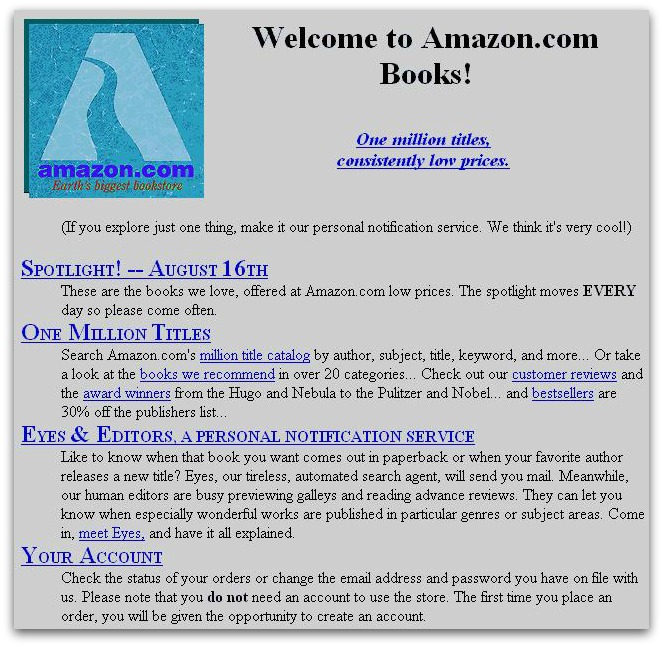 Welcome to Amazon.com
Books!
amazon.com
Earth's biggest bookstore
One million titles,
consistently low prices.
(If you explore just one thing, make it our personal notification service. We think it's very cool!)
SPOTLIGHT! -- AUGUST 16TH
These are the books we love, offered at Amazon.com low prices. The spotlight moves EVERY
day so please come often.
ONE MILLION TITLES
Search Amazon.com's million title catalog by author, subject, title, keyword, and more... Or take
a look at the books we recommend in over 20 categories... Check out our customer reviews and
the award winners from the Hugo and Nebula to the Pulitzer and Nobel... and bestsellers are
30% off the publishers list...
EYES & EDITORS, A PERSONAL NOTIFICATION SERVICE
Like to know when that book you want comes out in paperback or when your favorite author
releases a new title? Eyes, our tireless, automated search agent, will send you mail. Meanwhile,
our human editors are busy previewing galleys and reading advance reviews. They can let you
know when especially wonderful works are published in particular genres or subject areas. Come
in, meet Eyes, and have it all explained.
YOUR ACCOUNT
Check the status of your orders or change the email address and password you have on file with
us. Please note that you do not need an account to use the store. The first time you place an
order, you will be given the opportunity to create an account.